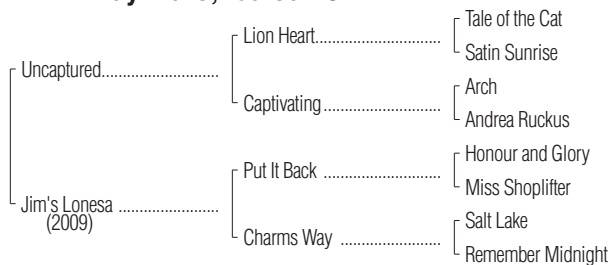 Tale of the Cat
Lion Heart
Satin Sunrise
Uncaptured
Arch
Captivating
Andrea Ruckus
Honour and Glory
Put It Back
Miss Shoplifter
Jim's Lonesa
(2009)
Salt Lake
Charms Way
Remember Midnight